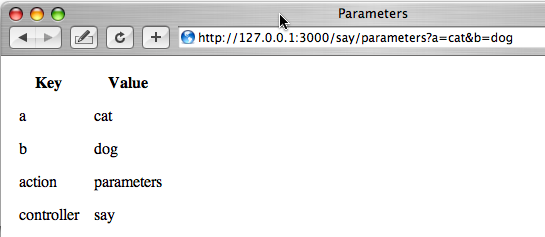 Parameters
http://127.0.0.1:3000/say/parameters?a=cat&b=dog
Key Value
a cat
b dog
action parameters
controller say